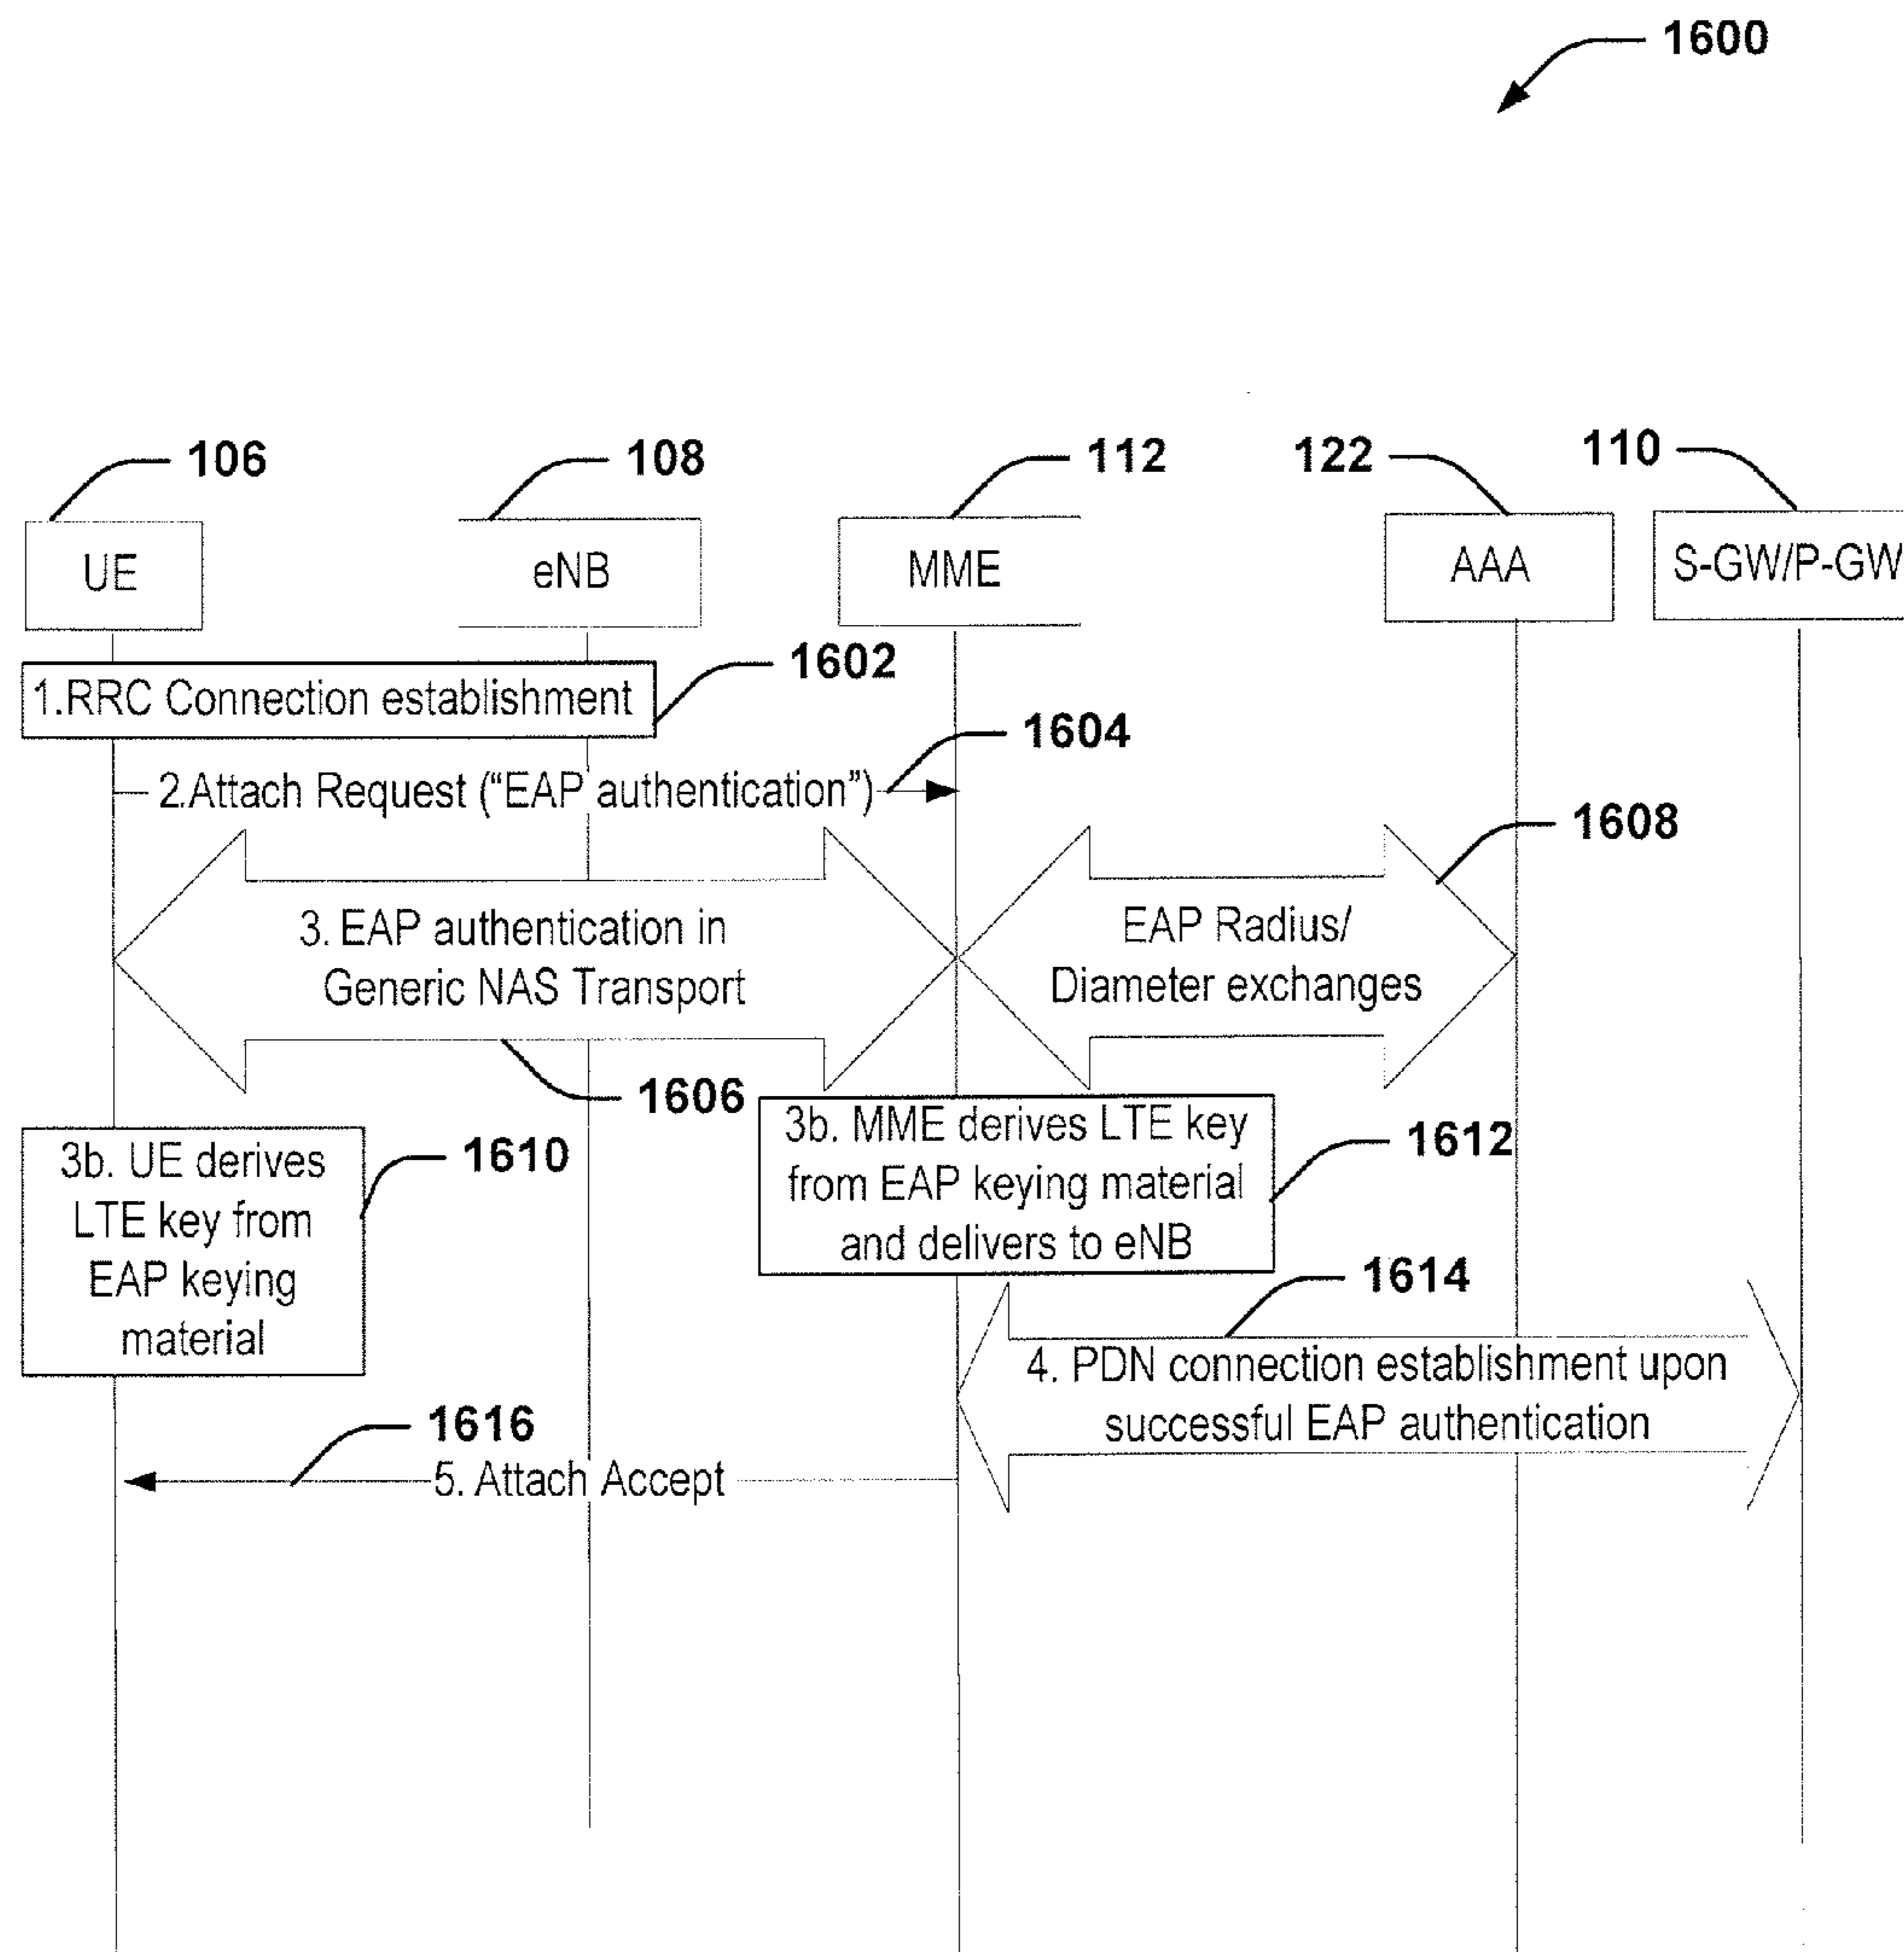 1600
106
108
112
122
110
UE
eNB
MME
AAA
S-GW/P-GW
1.RRC Connection establishment
1602
1604
2.Attach Request (“EAP authentication”)
1608
3. EAP authentication in
Generic NAS Transport
EAP Radius/
Diameter exchanges
1606
3b. UE derives
LTE key from
EAP keying
material
1610
3b. MME derives LTE key
from EAP keying material
and delivers to eNB
1612
1614
4. PDN connection establishment upon
successful EAP authentication
1616
5. Attach Accept